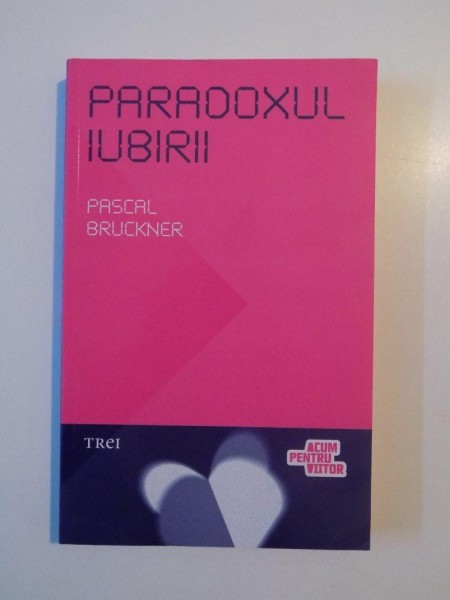 PARADOXUL
IUBIRII
PASCAL
BRUCKNER
TREI
ACUM
PENTRU
VIITOR